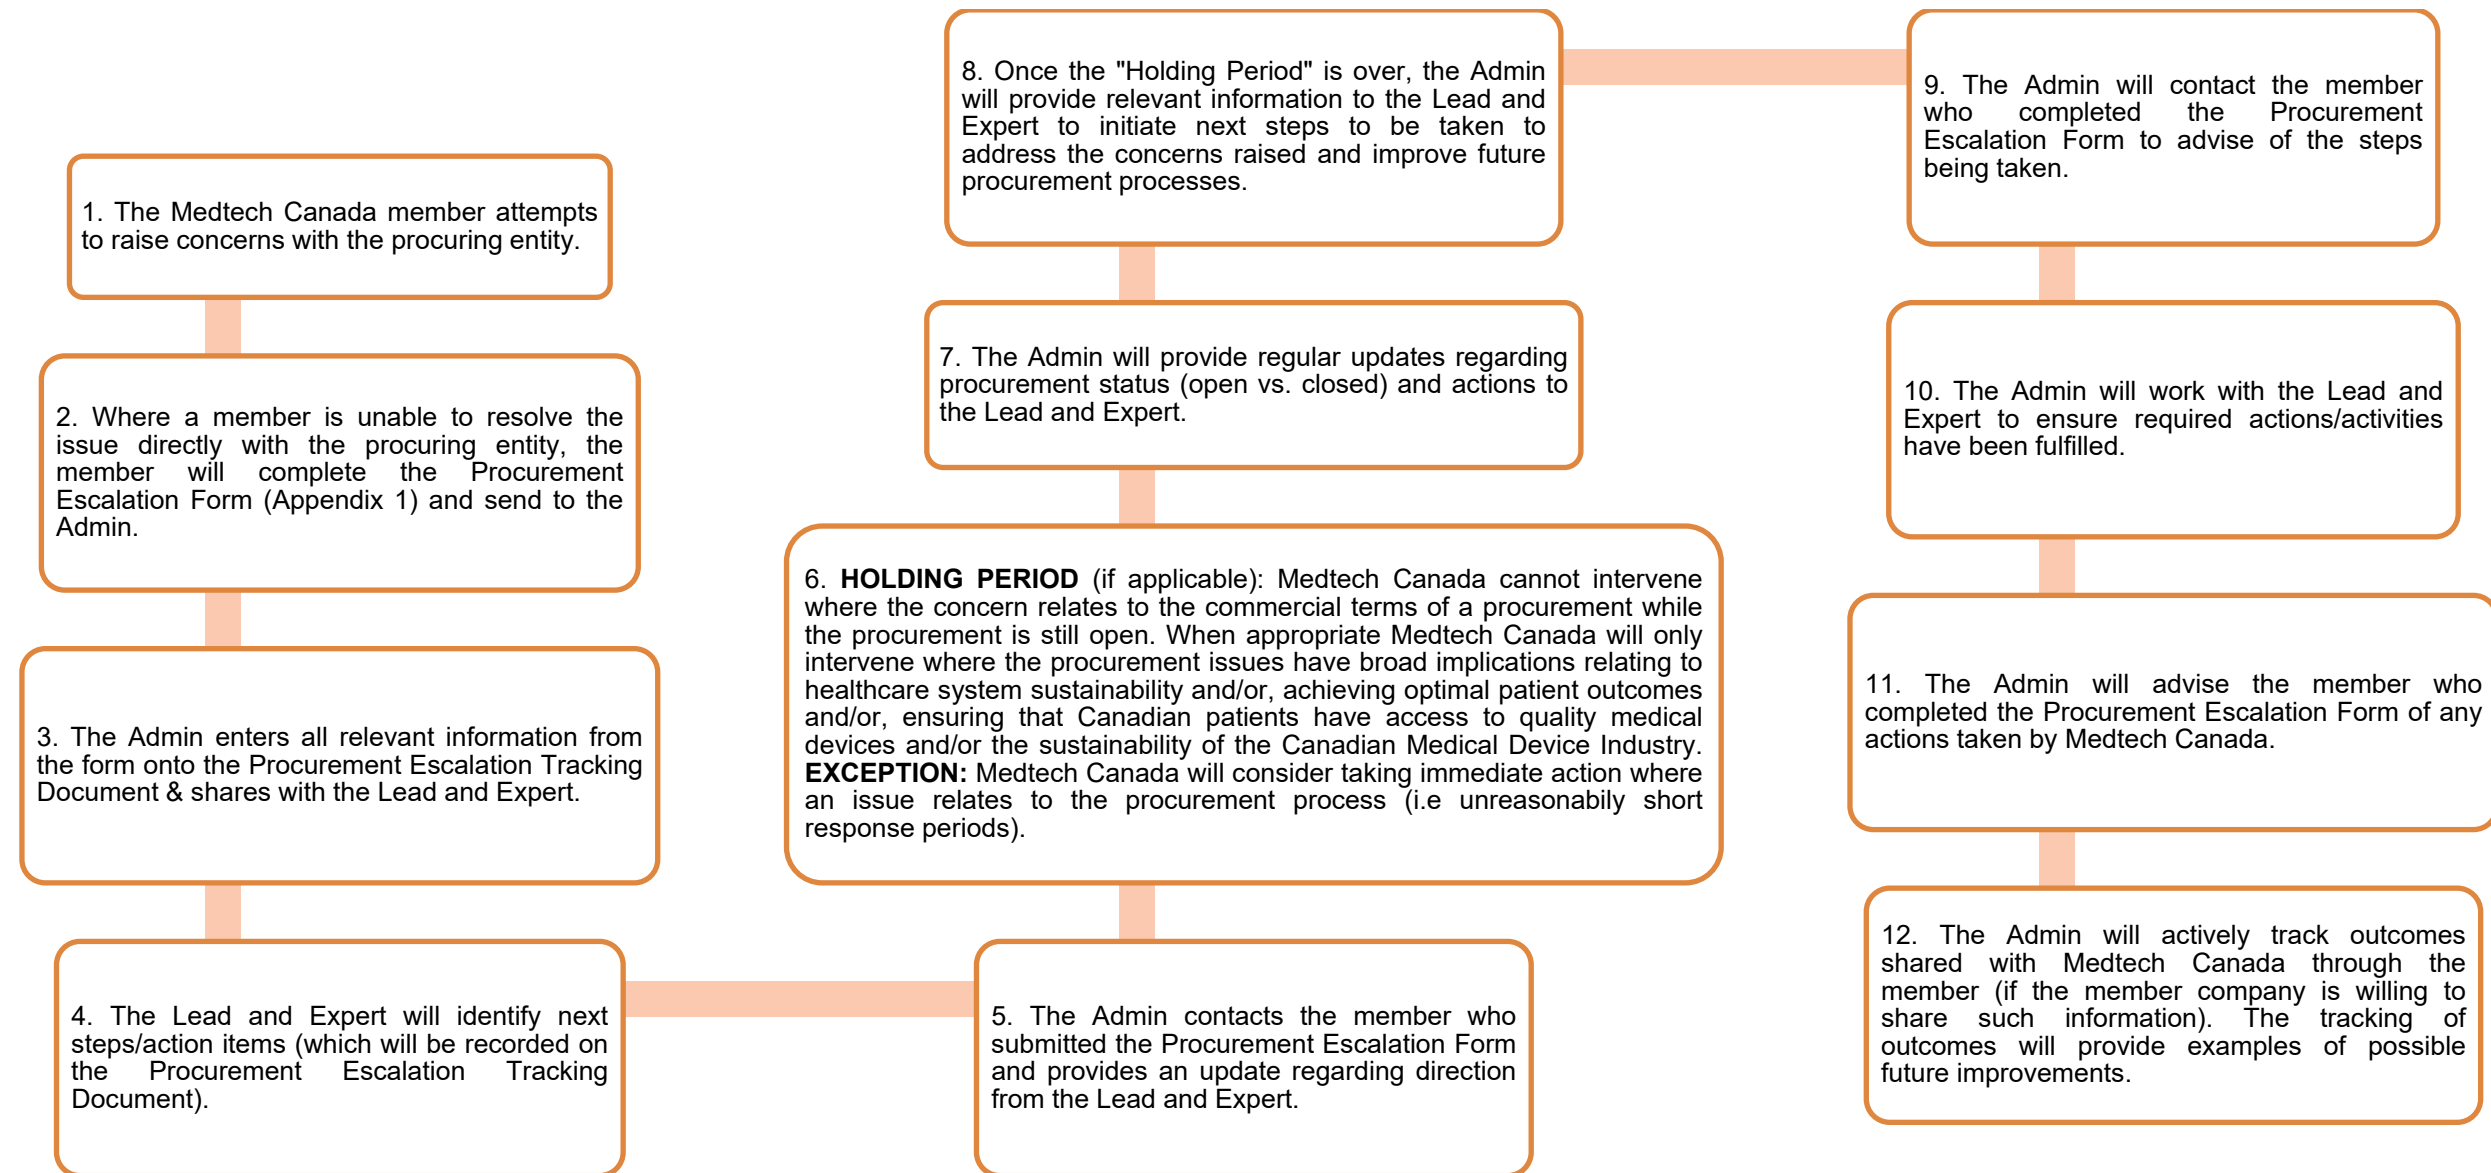 1. The Medtech Canada member attempts
to raise concerns with the procuring entity.
2. Where a member is unable to resolve the
issue directly with the procuring entity, the
member will complete the Procurement
Escalation Form (Appendix 1) and send to the
Admin.
3. The Admin enters all relevant information from
the form onto the Procurement Escalation Tracking
Document & shares with the Lead and Expert.
4. The Lead and Expert will identify next
steps/action items (which will be recorded on
the Procurement Escalation Tracking
Document).
5. The Admin contacts the member who
submitted the Procurement Escalation Form
and provides an update regarding direction
from the Lead and Expert.
6. HOLDING PERIOD (if applicable): Medtech Canada cannot intervene
where the concern relates to the commercial terms of a procurement while
the procurement is still open. When appropriate Medtech Canada will only
intervene where the procurement issues have broad implications relating to
healthcare system sustainability and/or, achieving optimal patient outcomes
and/or, ensuring that Canadian patients have access to quality medical
devices and/or the sustainability of the Canadian Medical Device Industry.
EXCEPTION: Medtech Canada will consider taking immediate action where
an issue relates to the procurement process (i.e unreasonabily short
response periods).
7. The Admin will provide regular updates regarding
procurement status (open vs. closed) and actions to
the Lead and Expert.
8. Once the "Holding Period" is over, the Admin
will provide relevant information to the Lead and
Expert to initiate next steps to be taken to
address the concerns raised and improve future
procurement processes.
9. The Admin will contact the member
who completed the Procurement
Escalation Form to advise of the steps
being taken.
10. The Admin will work with the Lead and
Expert to ensure required actions/activities
have been fulfilled.
11. The Admin will advise the member who
completed the Procurement Escalation Form of any
actions taken by Medtech Canada.
12. The Admin will actively track outcomes
shared with Medtech Canada through the
member (if the member company is willing to
share such information). The tracking of
outcomes will provide examples of possible
future improvements.